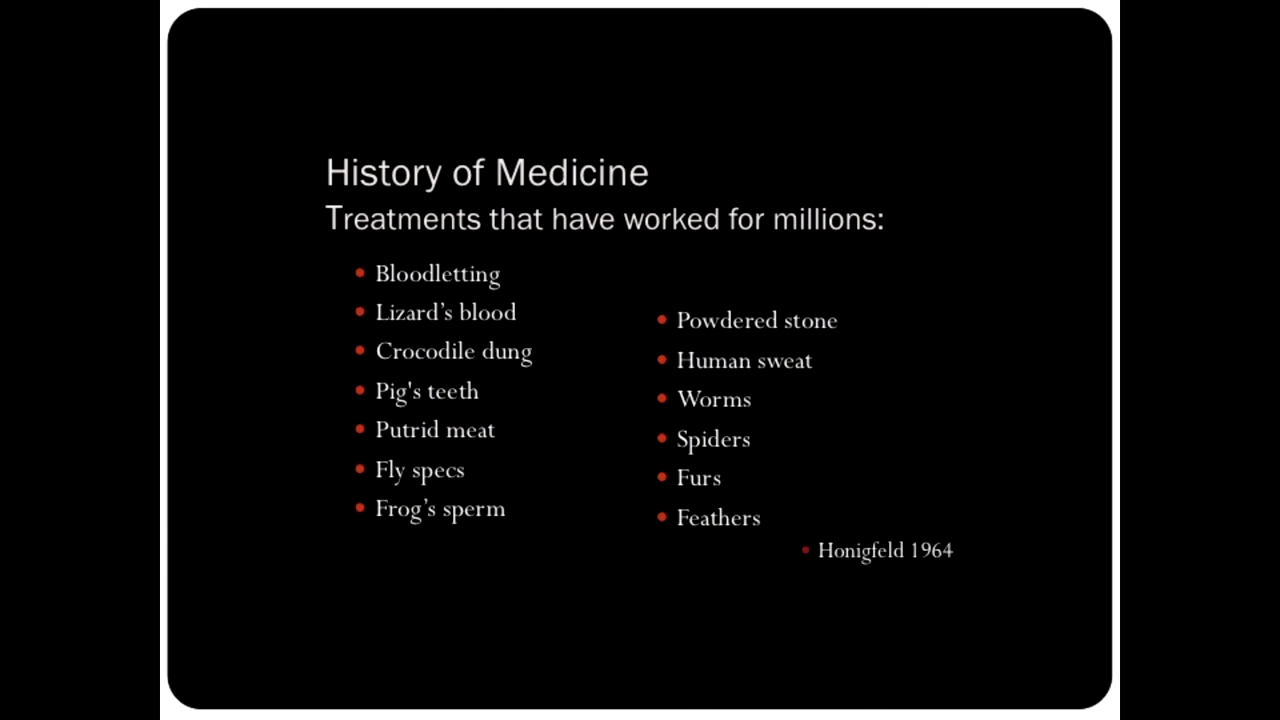 History of Medicine
Treatments that have worked for millions:
• Bloodletting
• Lizard’s blood
• Crocodile dung
• Pig's teeth
• Putrid meat
• Fly specs
• Frog’s sperm
• Powdered stone
• Human sweat
• Worms
• Spiders
• Furs
• Feathers
• Honigfeld 1964